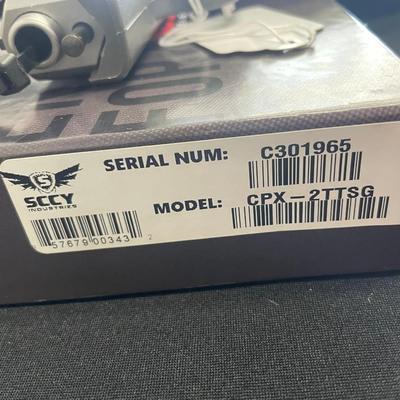 SERIAL NUM: C301965
SCCY
INDUSTRIES
MODEL: CPX-2TTSG
57679 00343 2